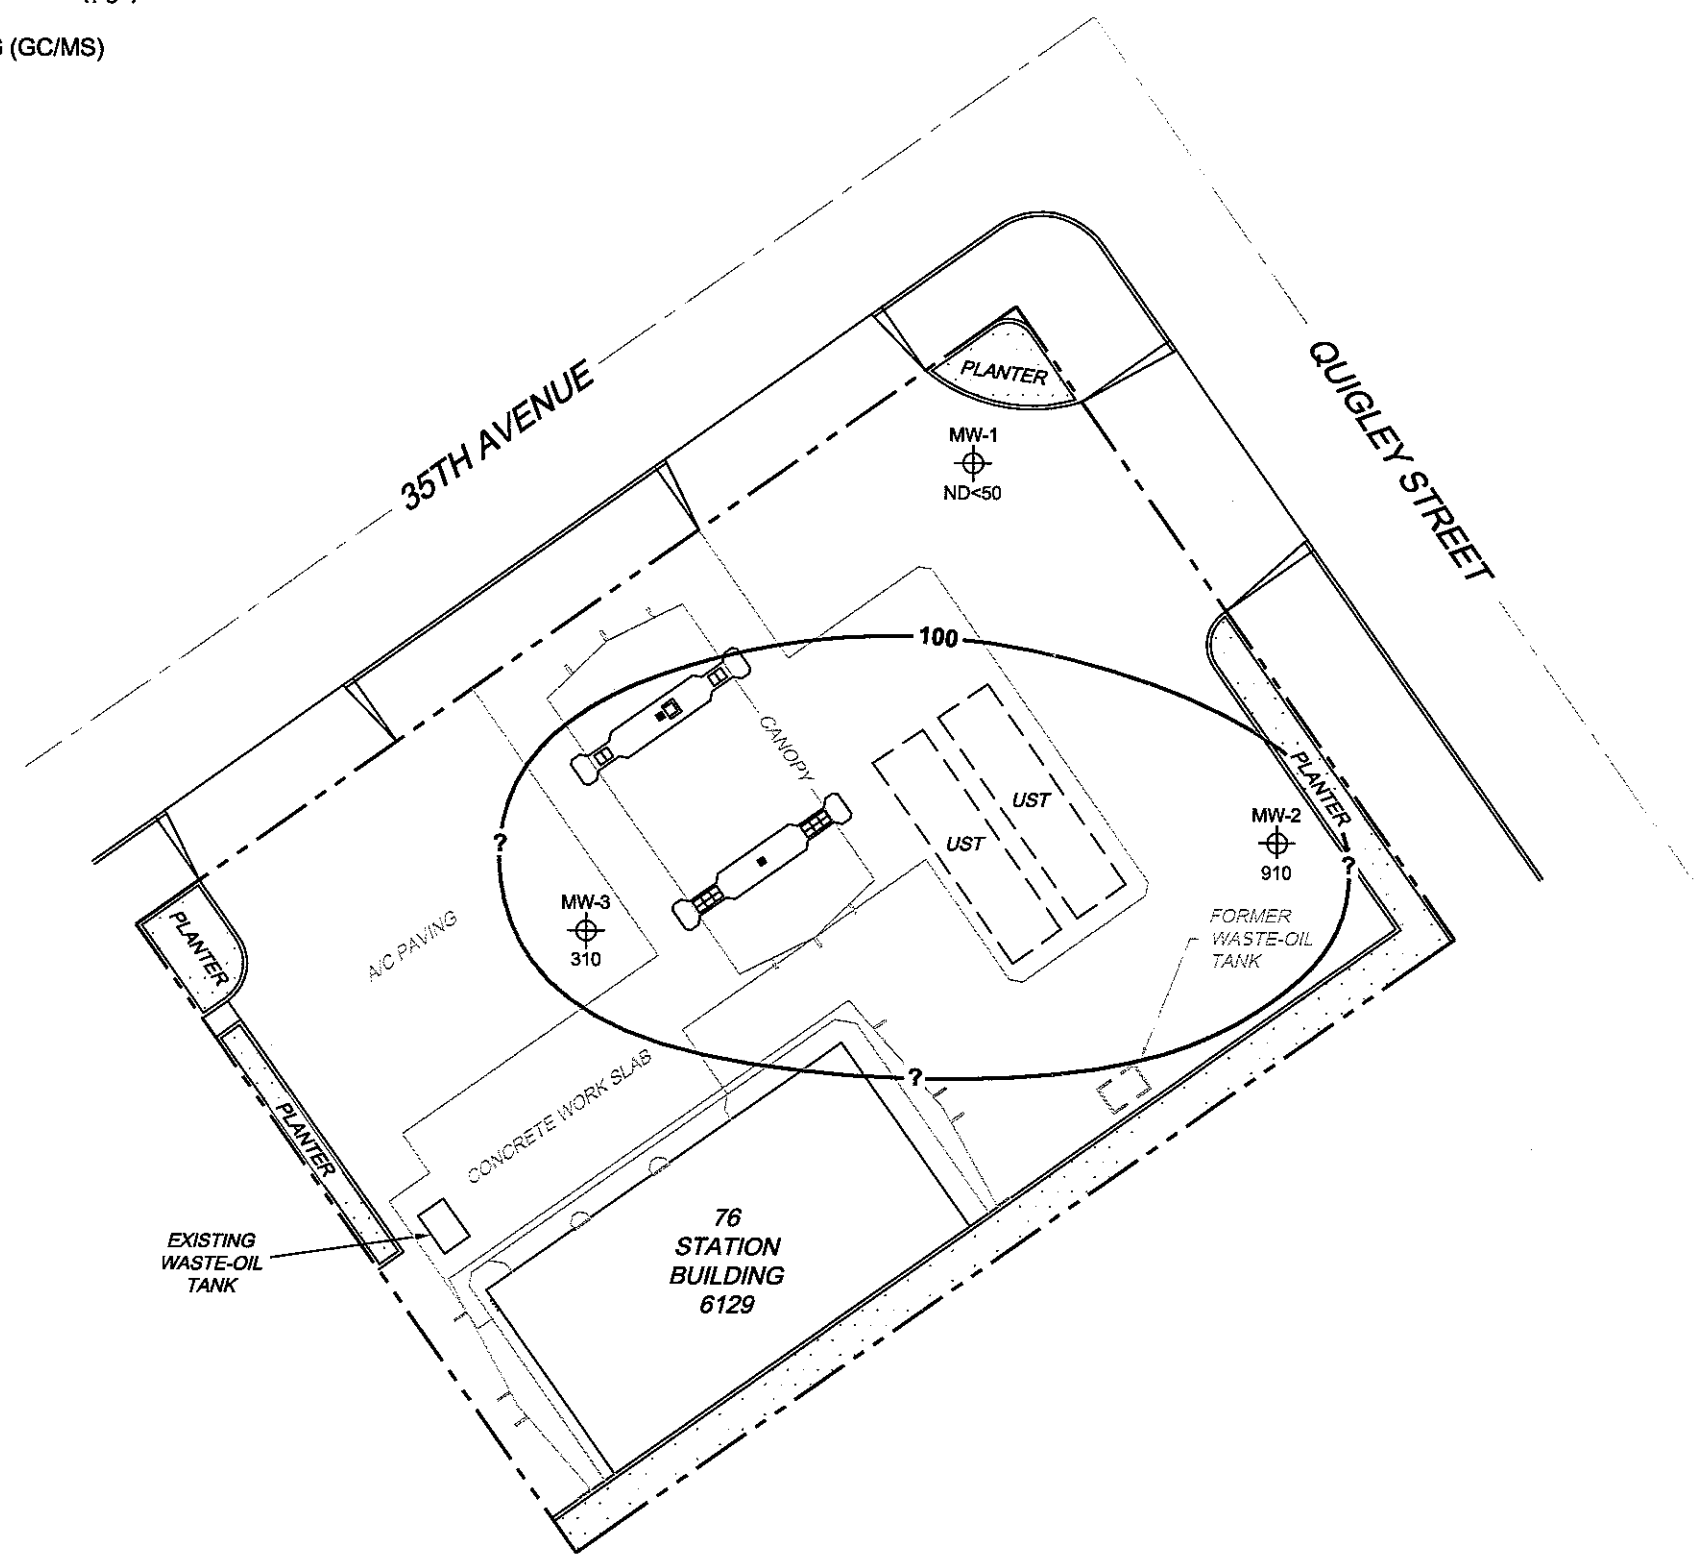 (GC/MS)
35TH AVENUE
QUIGLEY STREET
PLANTER
MW-1
ND<50
100
CANOPY
UST
UST
PLANTER
MW-2
910
?
?
MW-3
310
FORMER
WASTE-OIL
TANK
PLANTER
A/C PAVING
?
CONCRETE WORK SLAB
PLANTER
EXISTING
WASTE-OIL
TANK
76
STATION
BUILDING
6129